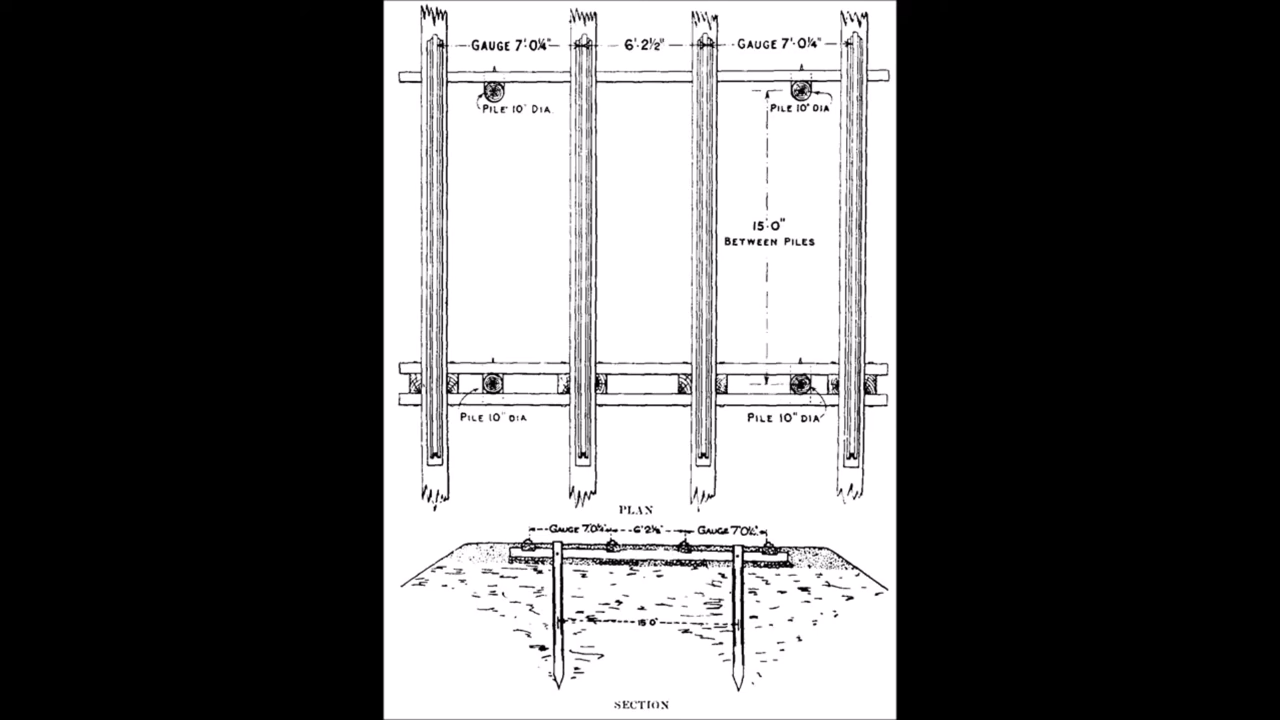 GAUGE 7'·0¼" 6'·2½" GAUGE 7'·0¼"
PILE 10" DIA. PILE 10" DIA
15'·0"
BETWEEN PILES
PILE 10" DIA PILE 10" DIA
PLAN
GAUGE 7'.0¼" 6'2½" GAUGE 7'0¼"
15'0"
SECTION